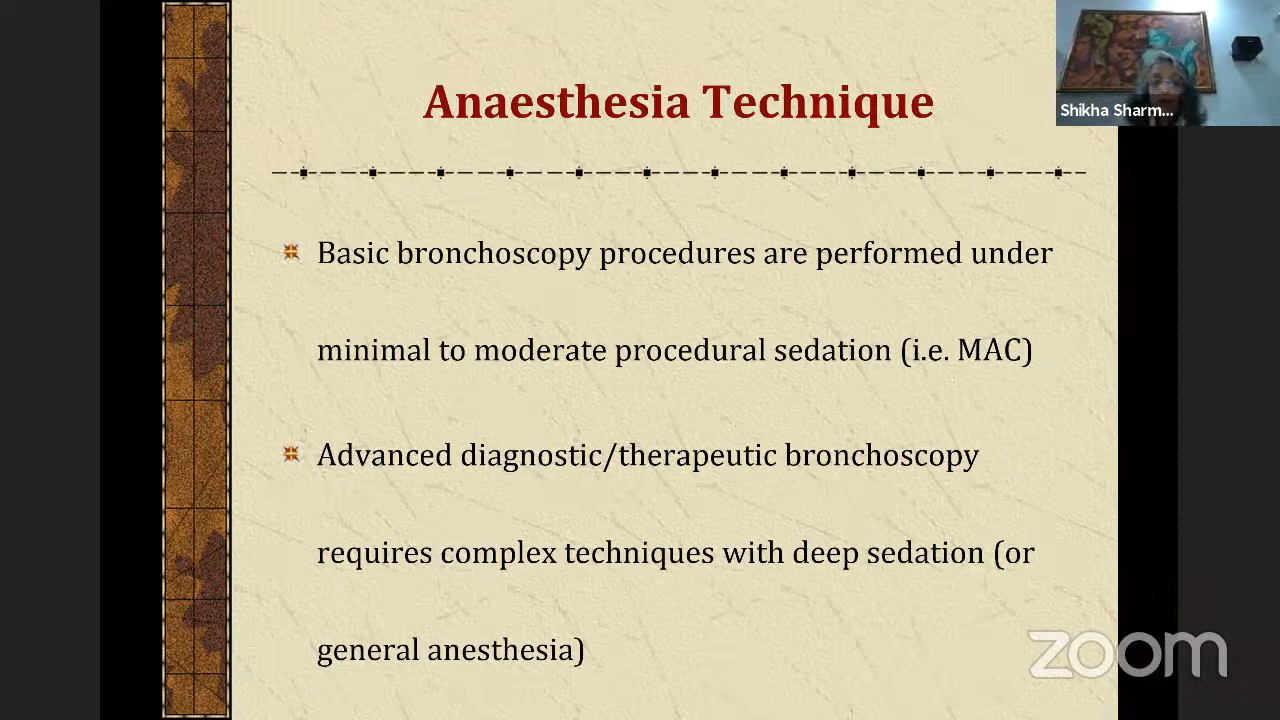 Anaesthesia Technique
Shikha Sharm...
Basic bronchoscopy procedures are performed under
minimal to moderate procedural sedation (i.e. MAC)
Advanced diagnostic/therapeutic bronchoscopy
requires complex techniques with deep sedation (or
general anesthesia)
zoom